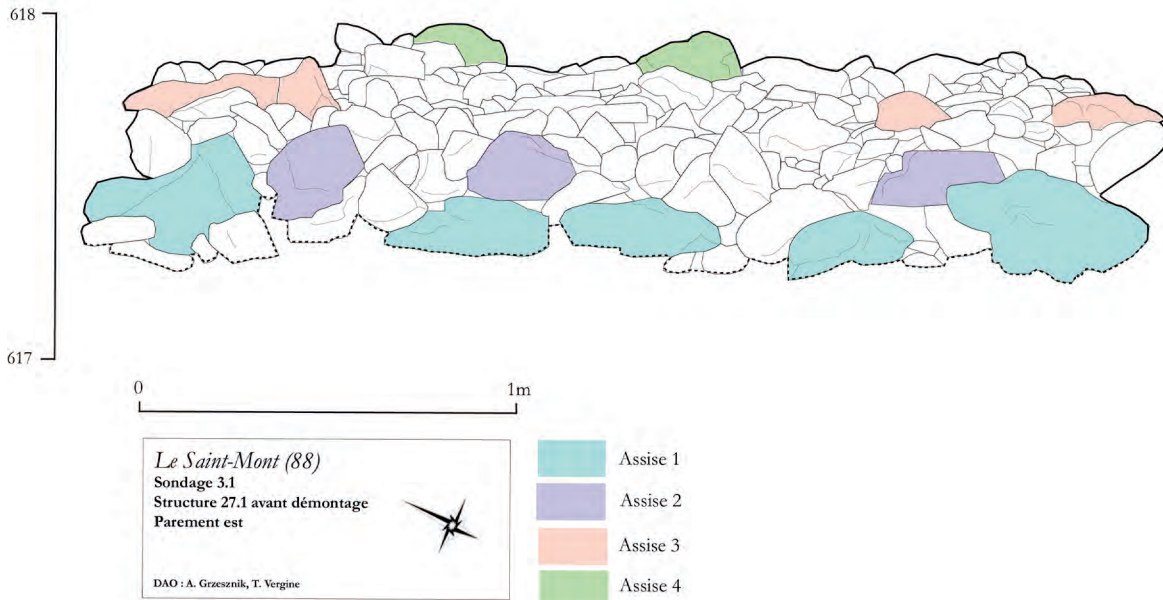 618
617
0 1m
Le Saint-Mont (88)
Sondage 3.1
Structure 27.1 avant démontage
Parement est
DAO : A. Grzesznik, T. Vergine
Assise 1
Assise 2
Assise 3
Assise 4